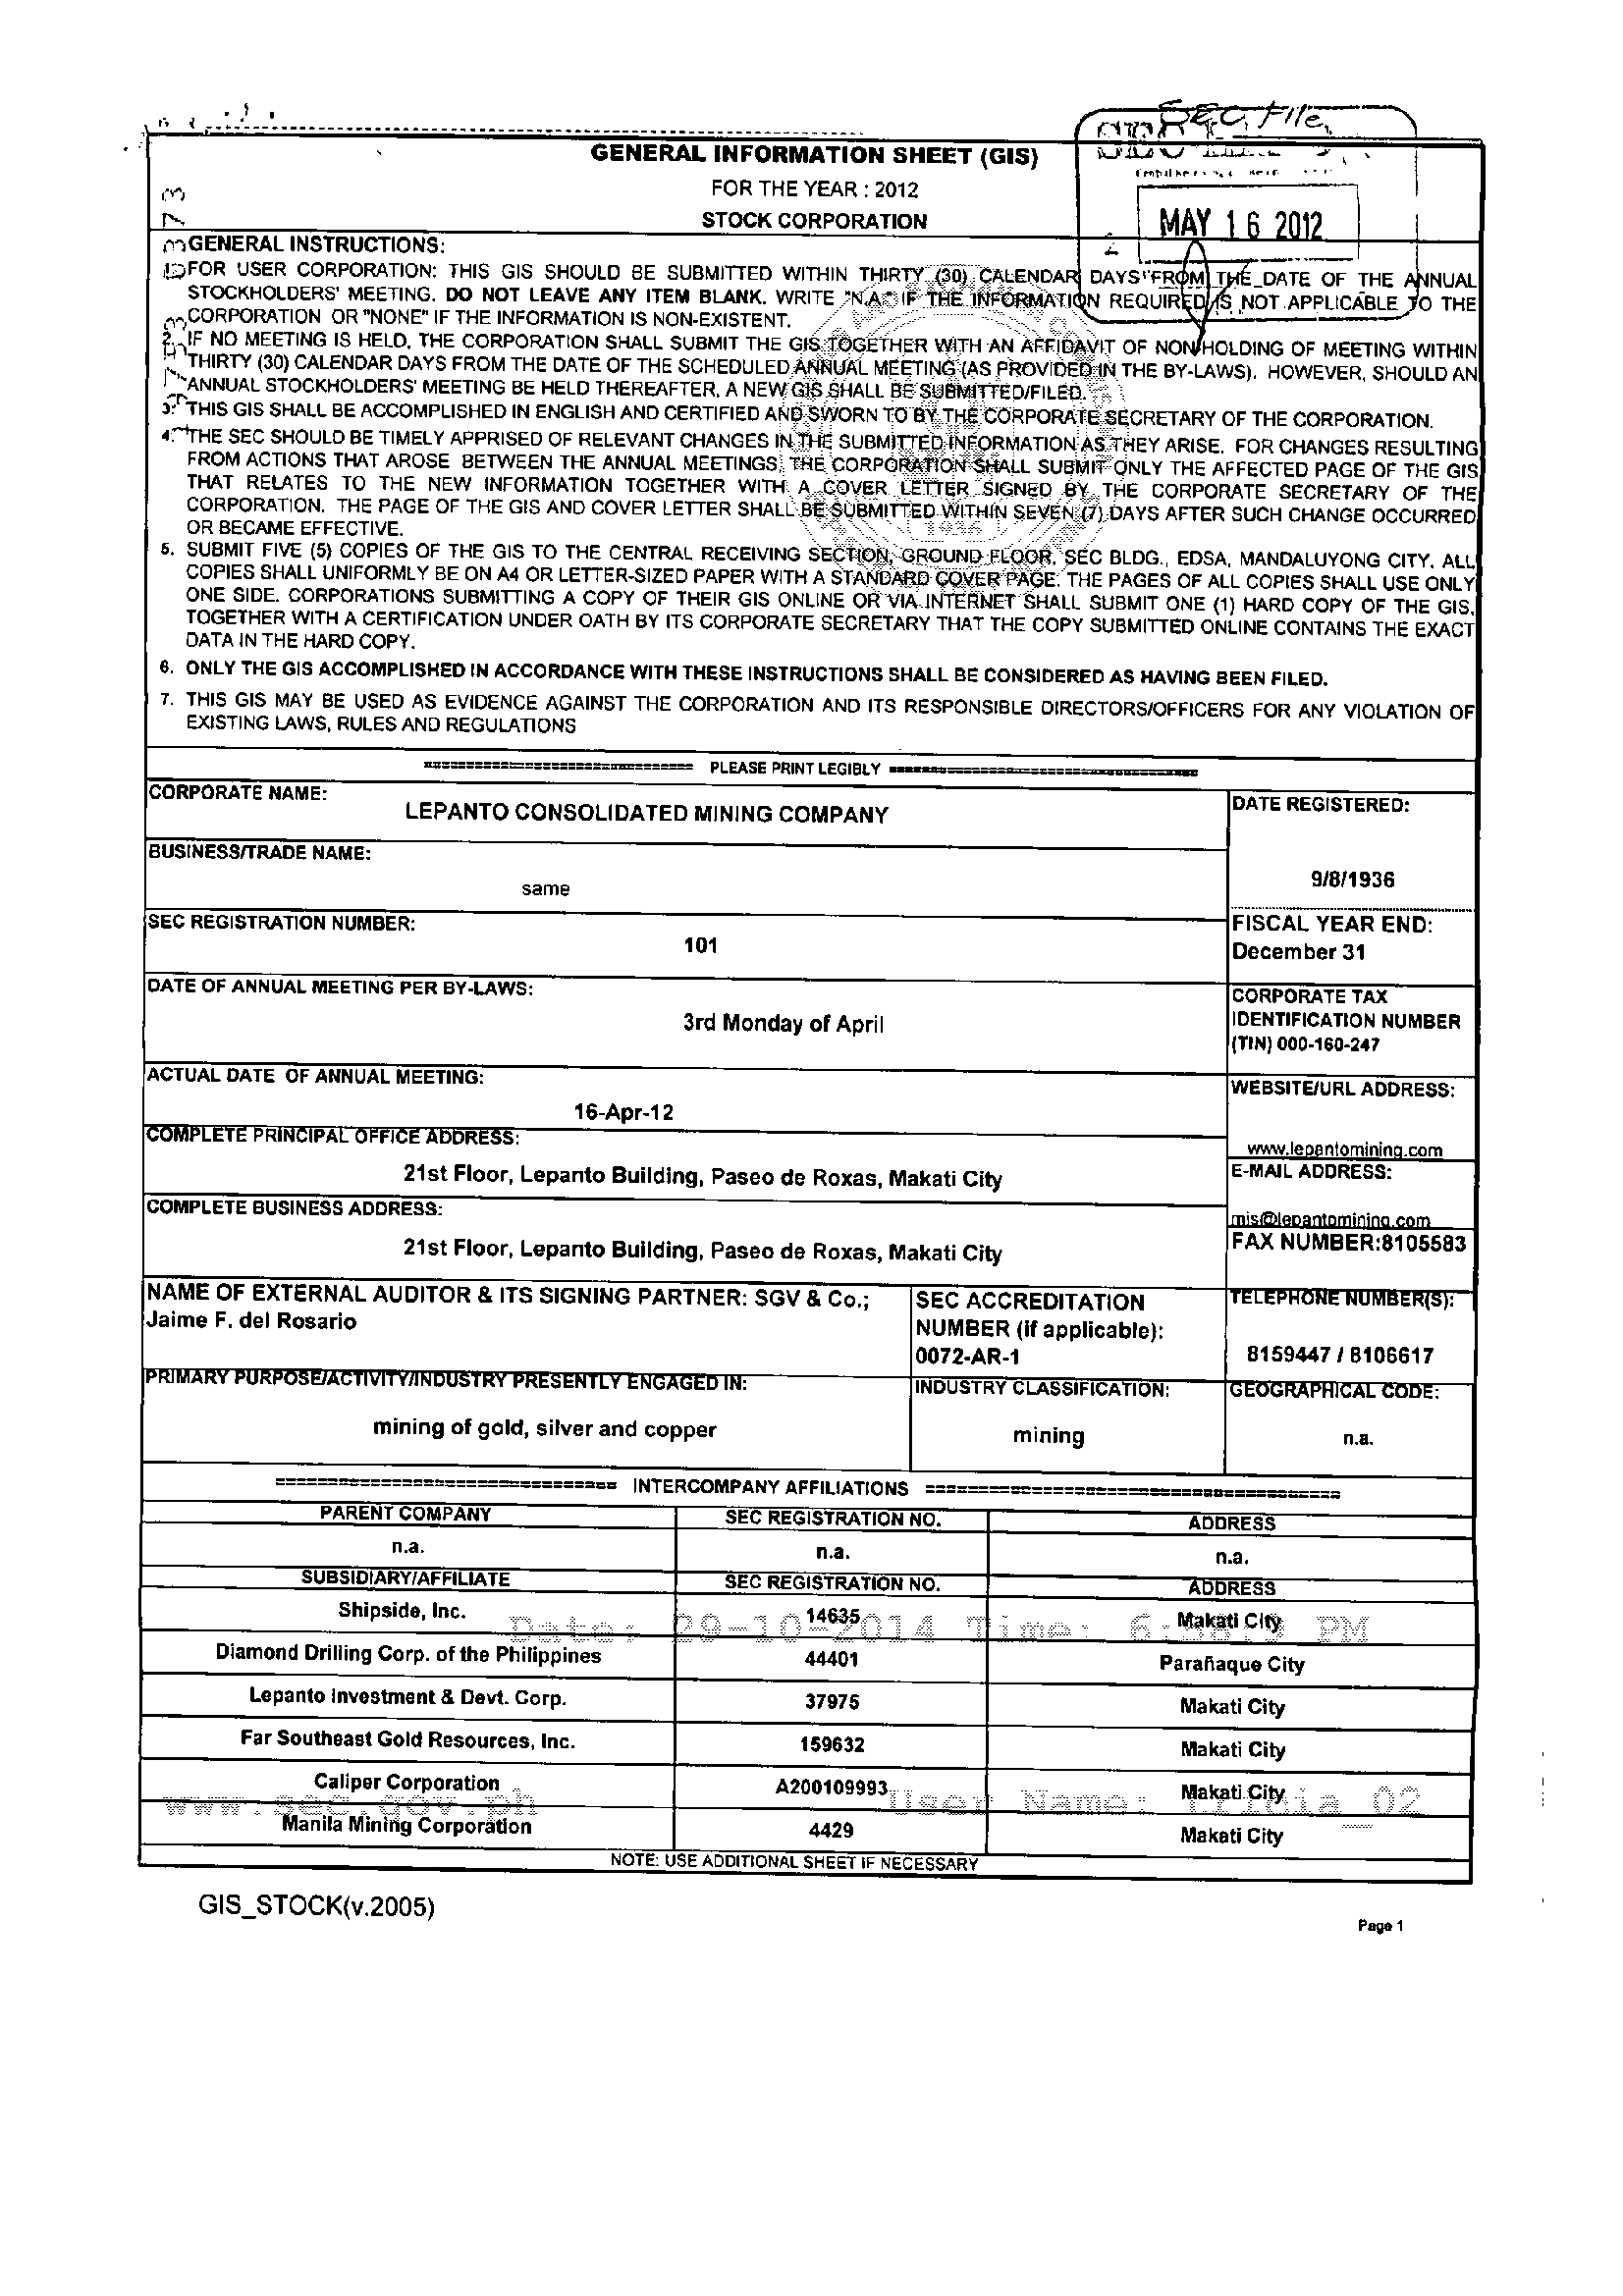 SEC File
MAY 16 2012
GENERAL INFORMATION SHEET (GIS)
FOR THE YEAR : 2012
STOCK CORPORATION
GENERAL INSTRUCTIONS:
FOR USER CORPORATION: THIS GIS SHOULD BE SUBMITTED WITHIN THIRTY (30) CALENDAR DAYS FROM THE DATE OF THE ANNUAL
STOCKHOLDERS' MEETING. DO NOT LEAVE ANY ITEM BLANK. WRITE "N.A." IF THE INFORMATION REQUIRED IS NOT APPLICABLE TO THE
CORPORATION OR "NONE" IF THE INFORMATION IS NON-EXISTENT.
2. IF NO MEETING IS HELD, THE CORPORATION SHALL SUBMIT THE GIS TOGETHER WITH AN AFFIDAVIT OF NON-HOLDING OF MEETING WITHIN
THIRTY (30) CALENDAR DAYS FROM THE DATE OF THE SCHEDULED ANNUAL MEETING (AS PROVIDED IN THE BY-LAWS). HOWEVER, SHOULD AN
ANNUAL STOCKHOLDERS' MEETING BE HELD THEREAFTER, A NEW GIS SHALL BE SUBMITTED/FILED.
3. THIS GIS SHALL BE ACCOMPLISHED IN ENGLISH AND CERTIFIED AND SWORN TO BY THE CORPORATE SECRETARY OF THE CORPORATION.
4. THE SEC SHOULD BE TIMELY APPRISED OF RELEVANT CHANGES IN THE SUBMITTED INFORMATION AS THEY ARISE. FOR CHANGES RESULTING
FROM ACTIONS THAT AROSE BETWEEN THE ANNUAL MEETINGS, THE CORPORATION SHALL SUBMIT ONLY THE AFFECTED PAGE OF THE GIS
THAT RELATES TO THE NEW INFORMATION TOGETHER WITH A COVER LETTER SIGNED BY THE CORPORATE SECRETARY OF THE
CORPORATION. THE PAGE OF THE GIS AND COVER LETTER SHALL BE SUBMITTED WITHIN SEVEN (7) DAYS AFTER SUCH CHANGE OCCURRED
OR BECAME EFFECTIVE.
5. SUBMIT FIVE (5) COPIES OF THE GIS TO THE CENTRAL RECEIVING SECTION, GROUND FLOOR, SEC BLDG., EDSA, MANDALUYONG CITY. ALL
COPIES SHALL UNIFORMLY BE ON A4 OR LETTER-SIZED PAPER WITH A STANDARD COVER PAGE. THE PAGES OF ALL COPIES SHALL USE ONLY
ONE SIDE. CORPORATIONS SUBMITTING A COPY OF THEIR GIS ONLINE OR VIA INTERNET SHALL SUBMIT ONE (1) HARD COPY OF THE GIS,
TOGETHER WITH A CERTIFICATION UNDER OATH BY ITS CORPORATE SECRETARY THAT THE COPY SUBMITTED ONLINE CONTAINS THE EXACT
DATA IN THE HARD COPY.
6. ONLY THE GIS ACCOMPLISHED IN ACCORDANCE WITH THESE INSTRUCTIONS SHALL BE CONSIDERED AS HAVING BEEN FILED.
7. THIS GIS MAY BE USED AS EVIDENCE AGAINST THE CORPORATION AND ITS RESPONSIBLE DIRECTORS/OFFICERS FOR ANY VIOLATION OF
EXISTING LAWS, RULES AND REGULATIONS
PLEASE PRINT LEGIBLY
CORPORATE NAME:
LEPANTO CONSOLIDATED MINING COMPANY
DATE REGISTERED:
9/8/1936
BUSINESS/TRADE NAME:
same
SEC REGISTRATION NUMBER:
101
FISCAL YEAR END:
December 31
DATE OF ANNUAL MEETING PER BY-LAWS:
3rd Monday of April
CORPORATE TAX
IDENTIFICATION NUMBER
(TIN) 000-160-247
ACTUAL DATE OF ANNUAL MEETING:
16-Apr-12
WEBSITE/URL ADDRESS:
www.lepantomining.com
COMPLETE PRINCIPAL OFFICE ADDRESS:
21st Floor, Lepanto Building, Paseo de Roxas, Makati City
E-MAIL ADDRESS:
mis@lepantomining.com
COMPLETE BUSINESS ADDRESS:
21st Floor, Lepanto Building, Paseo de Roxas, Makati City
FAX NUMBER:8105583
NAME OF EXTERNAL AUDITOR & ITS SIGNING PARTNER: SGV & Co.;
Jaime F. del Rosario
SEC ACCREDITATION
NUMBER (if applicable):
0072-AR-1
TELEPHONE NUMBER(S):
8159447 / 8106617
PRIMARY PURPOSE/ACTIVITY/INDUSTRY PRESENTLY ENGAGED IN:
mining of gold, silver and copper
INDUSTRY CLASSIFICATION:
mining
GEOGRAPHICAL CODE:
n.a.
INTERCOMPANY AFFILIATIONS
PARENT COMPANY SEC REGISTRATION NO. ADDRESS
n.a. n.a. n.a.
SUBSIDIARY/AFFILIATE SEC REGISTRATION NO. ADDRESS
Shipside, Inc. 14635 Makati City
Date: 29-10-2014 Time: PM
Diamond Drilling Corp. of the Philippines 44401 Parañaque City
Lepanto Investment & Devt. Corp. 37975 Makati City
Far Southeast Gold Resources, Inc. 159632 Makati City
Caliper Corporation A200109993 Makati City
www.sec.gov.ph User Name:
Manila Mining Corporation 4429 Makati City
NOTE: USE ADDITIONAL SHEET IF NECESSARY
GIS_STOCK(v.2005)
Page 1